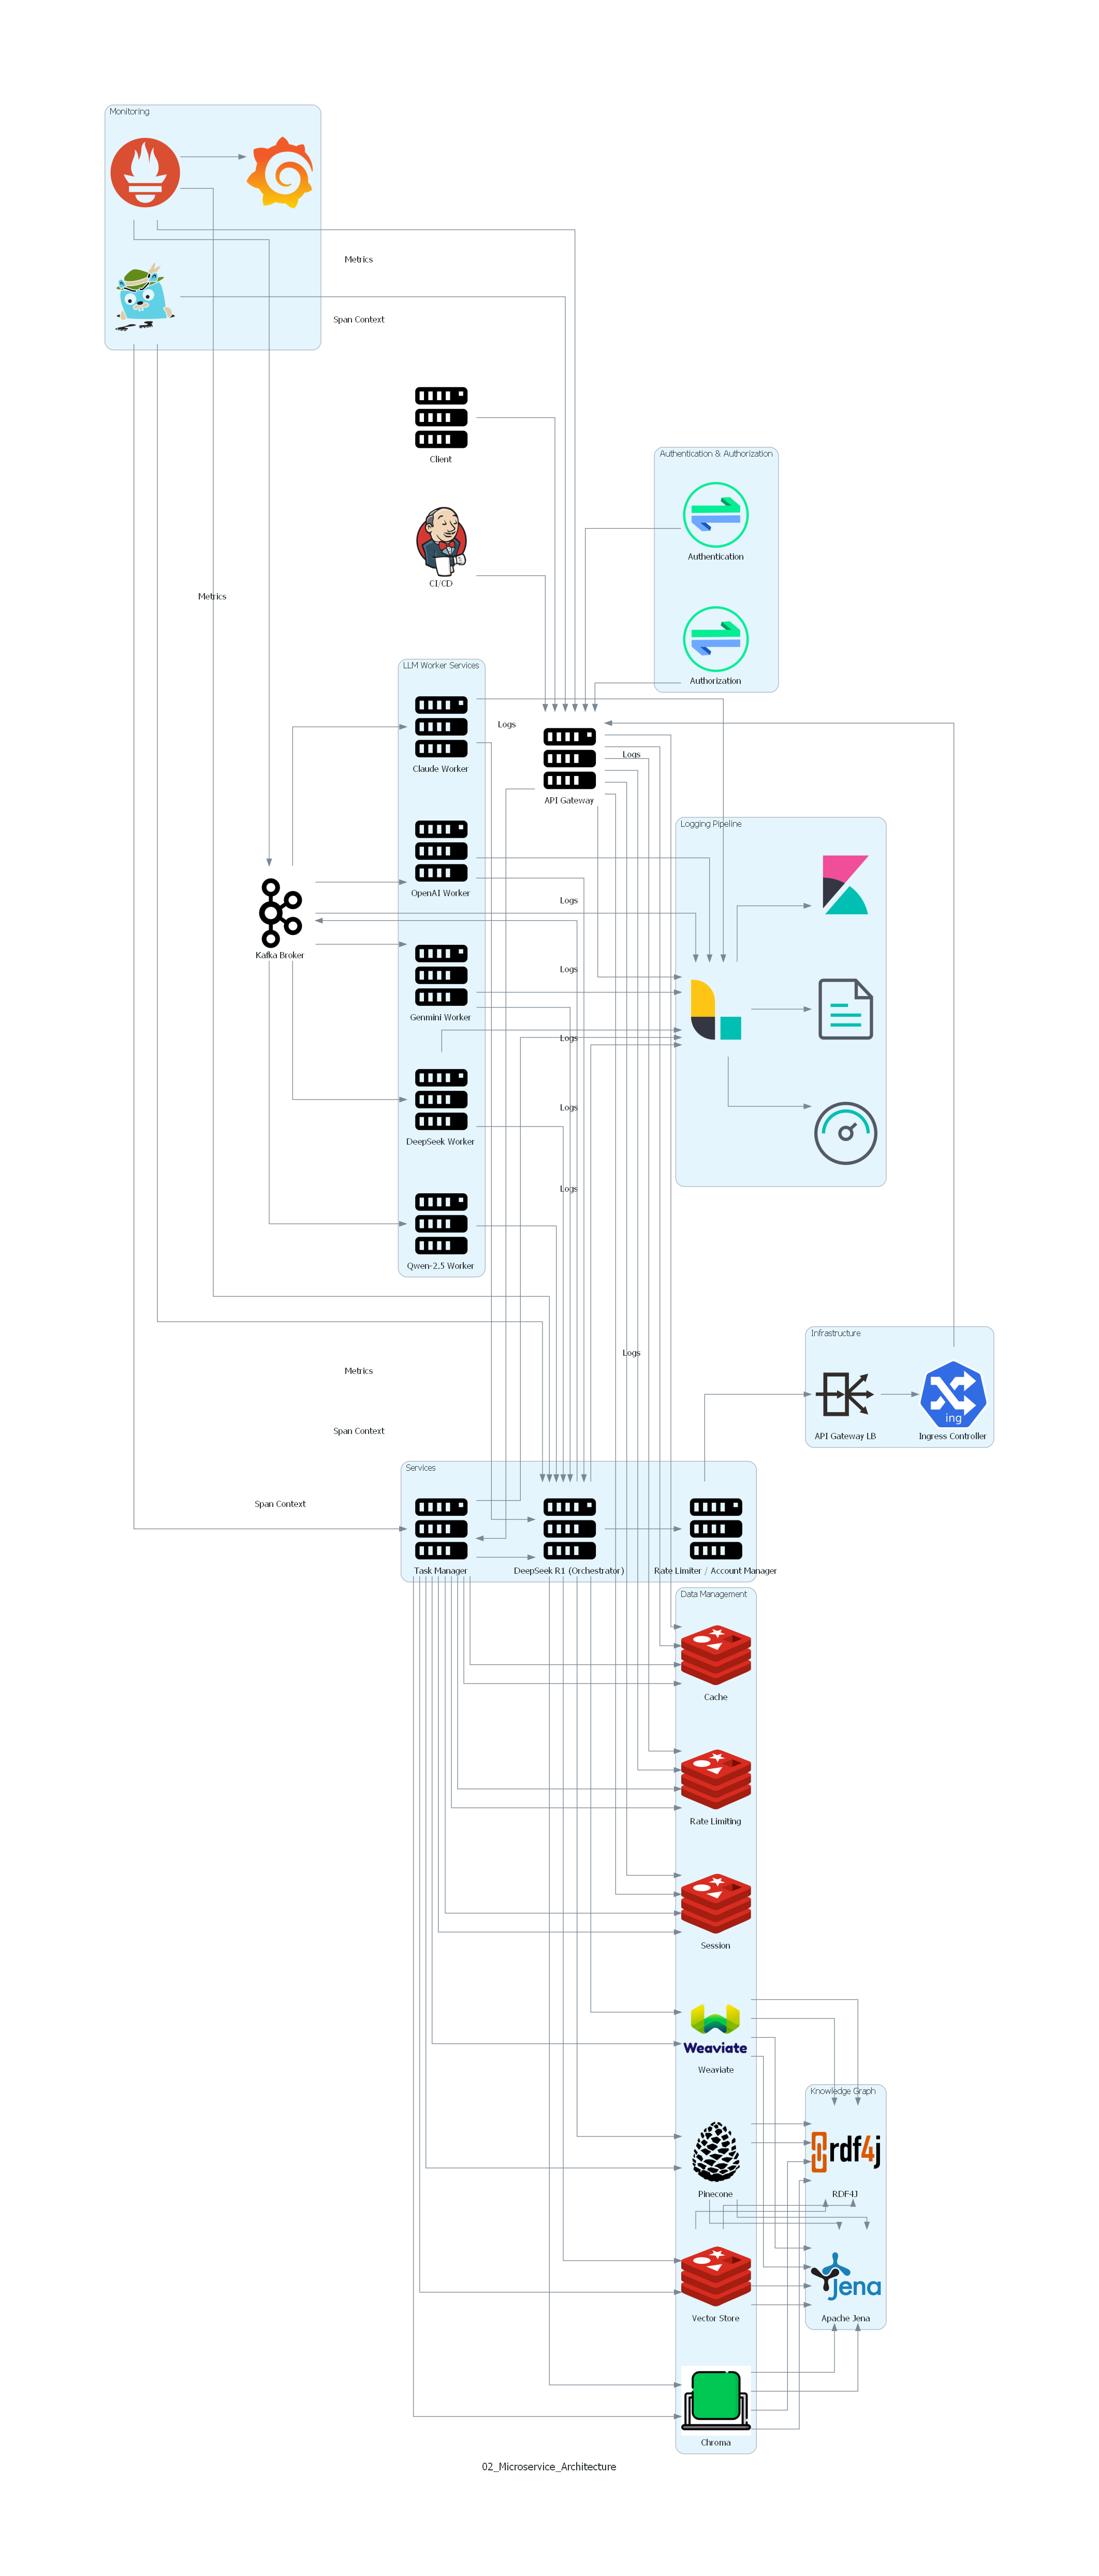 Monitoring
Metrics
Span Context
Client
Authentication & Authorization
Authentication
CI/CD
Metrics
Authorization
LLM Worker Services
Logs
Logs
Claude Worker
API Gateway
Logging Pipeline
OpenAI Worker
Logs
Kafka Broker
Logs
Genmini Worker
Logs
Logs
DeepSeek Worker
Logs
Qwen-2.5 Worker
Infrastructure
Logs
Metrics
Span Context
ing
API Gateway LB
Ingress Controller
Services
Span Context
Task Manager
DeepSeek R1 (Orchestrator)
Rate Limiter / Account Manager
Data Management
Cache
Rate Limiting
Session
Weaviate
Weaviate
Knowledge Graph
rdf4j
Pinecone
RDF4J
Jena
Vector Store
Apache Jena
Chroma
02_Microservice_Architecture